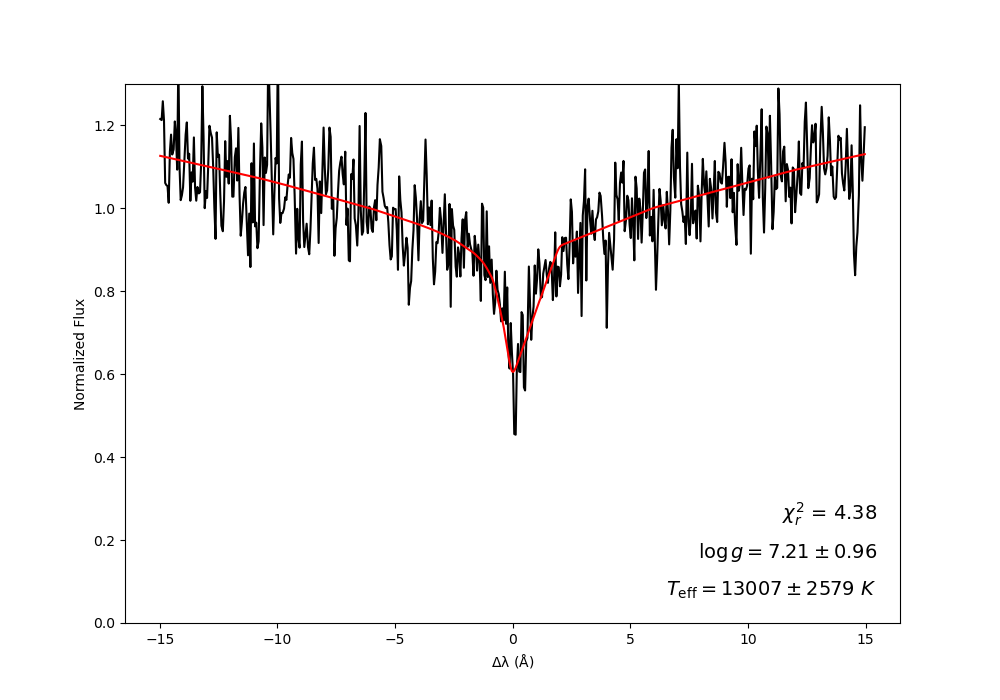 1.2
1.0
0.8
0.6
0.4
0.2
0.0
Normalized Flux
χ²ᵣ = 4.38
log g = 7.21 ± 0.96
T_eff = 13007 ± 2579 K
−15 −10 −5 0 5 10 15
Δλ (Å)